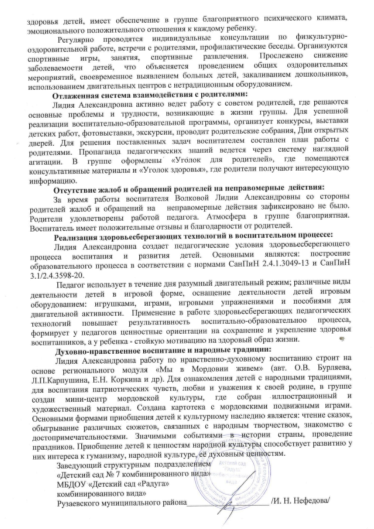 здоровья детей, имеет обеспечение в группе благоприятного психического климата,
эмоционального положительного отношения к каждому ребенку.
Регулярно проводятся индивидуальные консультации по физкультурно-
оздоровительной работе, встречи с родителями, профилактические беседы. Организуются
спортивные игры, занятия, спортивные развлечения. Прослежено снижение
заболеваемости детей, что объясняется проведением общих оздоровительных
мероприятий, своевременное выявлением больных детей, закаливанием дошкольников,
использованием двигательных центров с нетрадиционным оборудованием.
Отлаженная система взаимодействия с родителями:
Лидия Александровна активно ведет работу с советом родителей, где решаются
основные проблемы и трудности, возникающие в жизни группы. Для успешной
реализации воспитательно-образовательной программы, организует конкурсы, выставки
детских работ, фотовыставки, экскурсии, проводит родительские собрания, Дни открытых
дверей. Для решения поставленных задач воспитателем составлен план работы с
родителями. Пропаганда педагогических знаний ведется через систему наглядной
агитации. В группе оформлены «Уголок для родителей», где помещаются
консультативные материалы и «Уголок здоровья», где родители получают интересующую
информацию.
Отсутствие жалоб и обращений родителей на неправомерные действия:
За время работы воспитателя Волковой Лидии Александровны со стороны
родителей жалоб и обращений на неправомерные действия зафиксировано не было.
Родители удовлетворены работой педагога. Атмосфера в группе благоприятная.
Воспитатель имеет положительные отзывы и благодарности от родителей.
Реализация здоровьесберегающих технологий в воспитательном процессе:
Лидия Александровна создает педагогические условия здоровьесберегающего
процесса воспитания и развития детей. Основными являются: построение
образовательного процесса в соответствии с нормами СанПиН 2.4.1.3049-13 и СанПиН
3.1/2.4.3598-20.
Педагог использует в течение дня разумный двигательный режим; различные виды
деятельности детей в игровой форме, оснащение деятельности детей игровым
оборудованием: игрушками, играми, игровыми упражнениями и пособиями для
двигательной активности. Применение в работе здоровьесберегающих педагогических
технологий повышает результативность воспитательно-образовательного процесса,
формирует у педагогов ценностные ориентации на сохранение и укрепление здоровья
воспитанников, а у ребенка - стойкую мотивацию на здоровый образ жизни.
Духовно-нравственное воспитание и народные традиции:
Лидия Александровна работу по нравственно-духовному воспитанию строит на
основе регионального модуля «Мы в Мордовии живем» (авт. О.В. Бурляева,
Л.П.Карпушина, Е.Н. Коркина и др). Для ознакомления детей с народными традициями,
для воспитания патриотических чувств, любви и уважения к своей родине, в группе
создан мини-центр мордовской культуры, где собран иллюстрационный и
художественный материал. Создана картотека с мордовскими подвижными играми.
Основными формами приобщения детей к культурному наследию является: чтение сказок,
обыгрывание различных сюжетов, связанных с народным творчеством, знакомство с
достопримечательностями. Значимыми событиями в истории страны, проведение
праздников. Приобщение детей к ценностям народной культуры способствует развитию у
них интереса к гуманизму, народной культуре, её духовным ценностям.
Заведующий структурным подразделением
«Детский сад № 7 комбинированного вида»
МБДОУ «Детский сад «Радуга»
комбинированного вида»
Рузаевского муниципального района /И. Н. Нефедова/